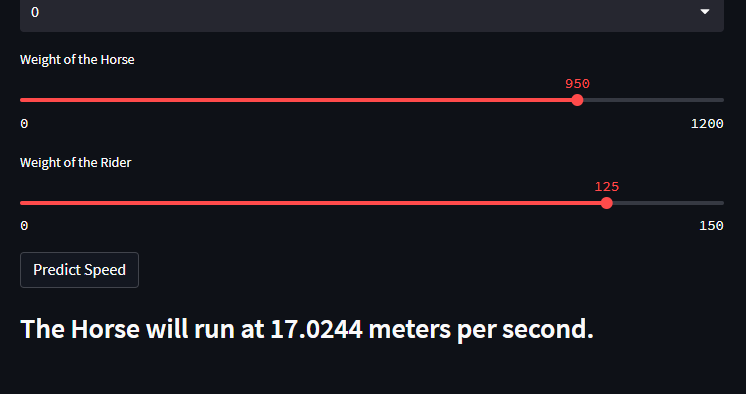 0
Weight of the Horse
950
0 1200
Weight of the Rider
125
0 150
Predict Speed
The Horse will run at 17.0244 meters per second.